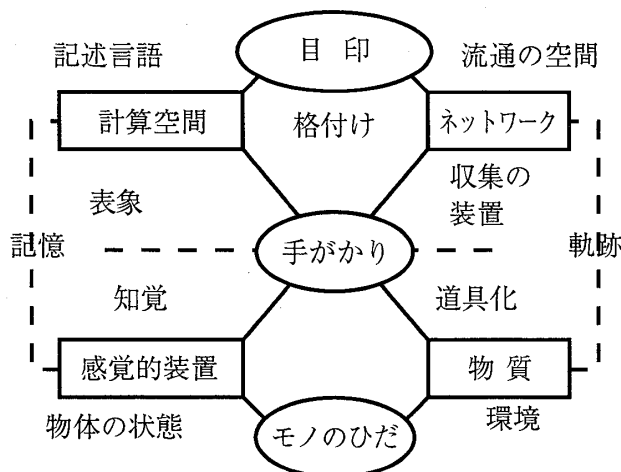 目印
記述言語
流通の空間
計算空間
格付け
ネットワーク
表象
収集の
装置
記憶
手がかり
軌跡
知覚
道具化
感覚的装置
物質
物体の状態
モノのひだ
環境